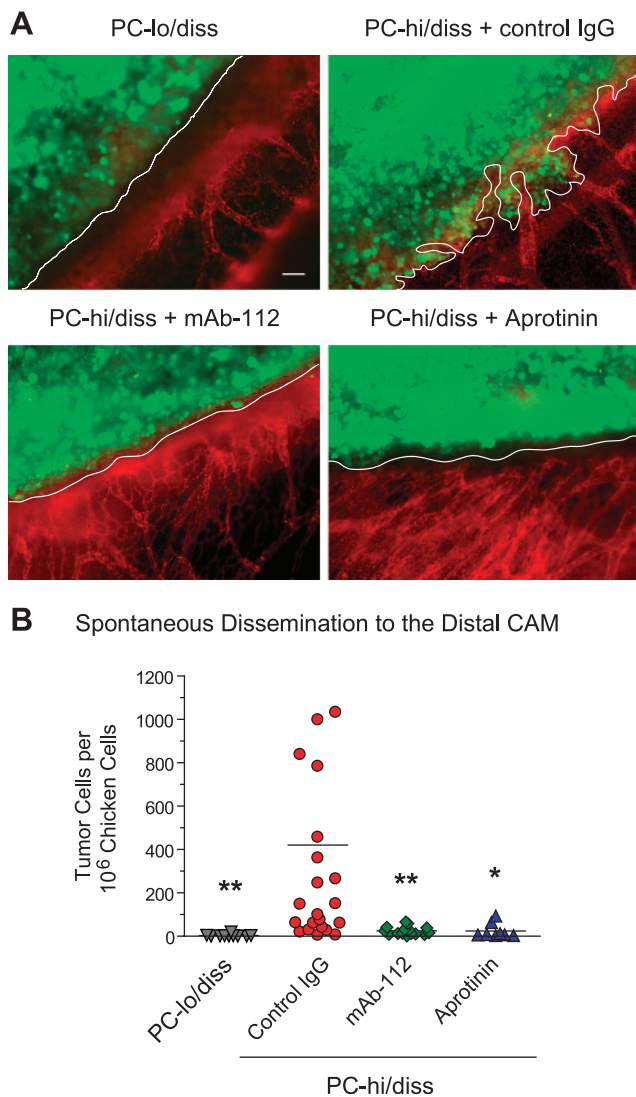 A
PC-lo/diss
PC-hi/diss + control IgG
PC-hi/diss + mAb-112
PC-hi/diss + Aprotinin
B
Spontaneous Dissemination to the Distal CAM
Tumor Cells per
10⁶ Chicken Cells
1200
1000
800
600
400
200
0
**
**
*
PC-lo/diss
Control IgG
mAb-112
Aprotinin
PC-hi/diss